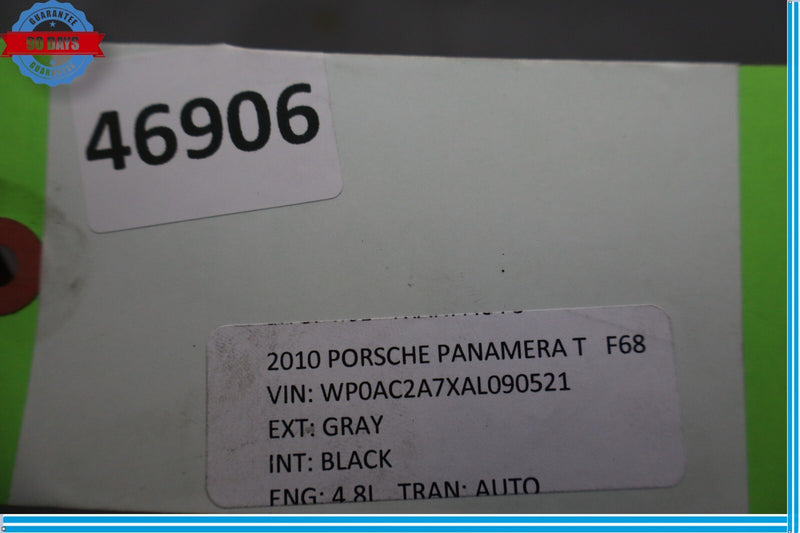 GUARANTEE
90 DAYS
GUARANTEE
46906
2010 PORSCHE PANAMERA T F68
VIN: WP0AC2A7XAL090521
EXT: GRAY
INT: BLACK
ENG: 4.8L TRAN: AUTO